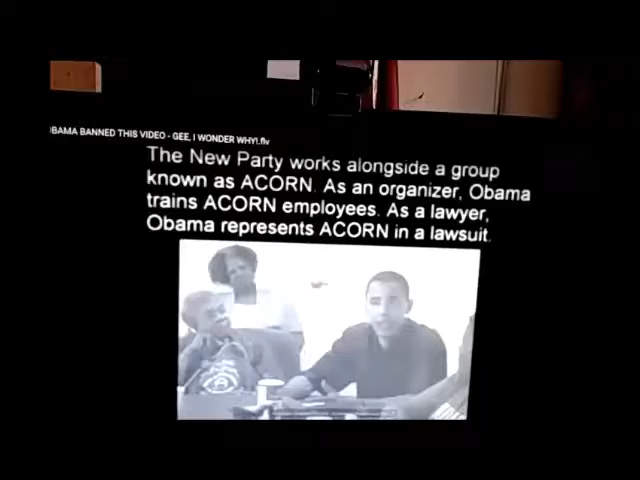 BAMA BANNED THIS VIDEO - GEE, I WONDER WHY!.flv
The New Party works alongside a group
known as ACORN. As an organizer, Obama
trains ACORN employees. As a lawyer,
Obama represents ACORN in a lawsuit.